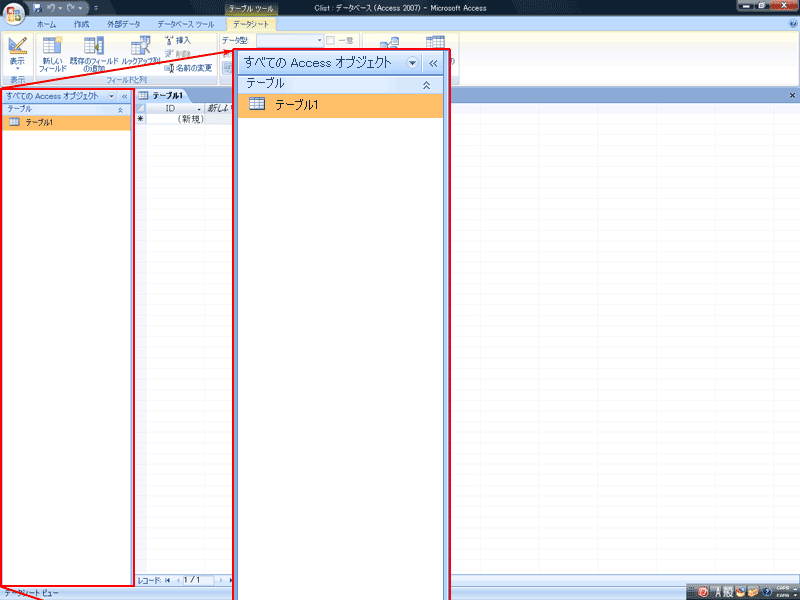 テーブル ツール
Clist : データベース (Access 2007) - Microsoft Access
ホーム
作成
外部データ
データベース ツール
データシート
表示
新しい
フィールド
既存のフィールド
の追加
ルックアップ列
挿入
削除
名前の変更
データ型:
一意
表示
フィールドと列
すべての Access オブジェクト
テーブル
テーブル1
テーブル1
ID
新しい
(新規)
すべての Access オブジェクト
テーブル
テーブル1
レコード:
1 / 1
データシート ビュー
A 般
CAPS
KANA